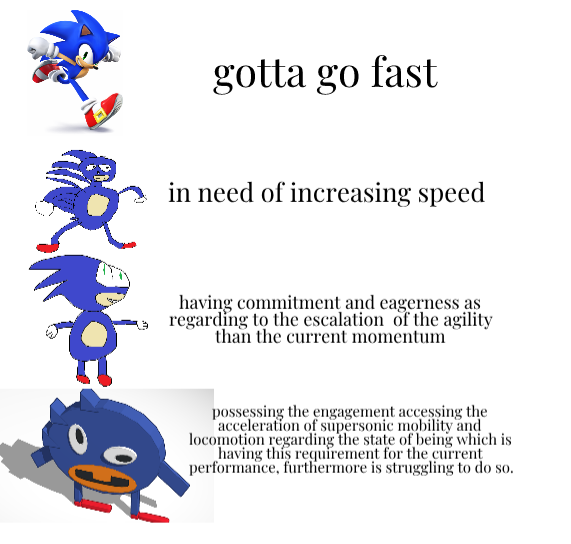 gotta go fast
in need of increasing speed
having commitment and eagerness as
regarding to the escalation of the agility
than the current momentum
possessing the engagement accessing the
acceleration of supersonic mobility and
locomotion regarding the state of being which is
having this requirement for the current
performance, furthermore is struggling to do so.